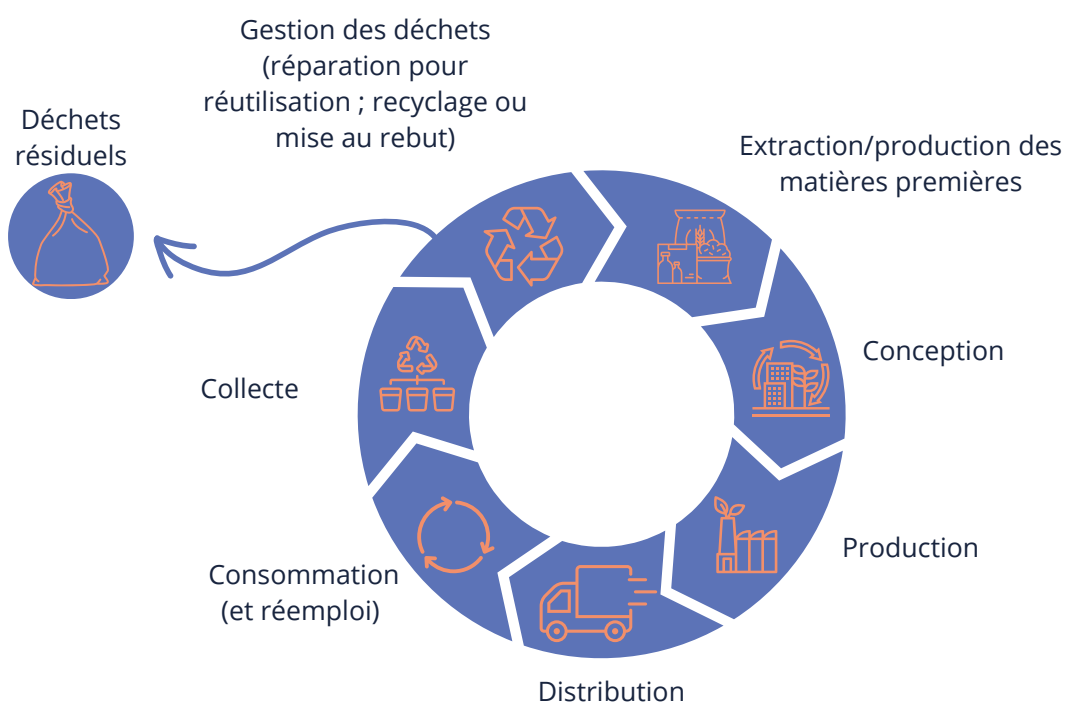 Gestion des déchets
(réparation pour
réutilisation ; recyclage ou
mise au rebut)
Déchets
résiduels
Extraction/production des
matières premières
Conception
Collecte
Production
Consommation
(et réemploi)
Distribution